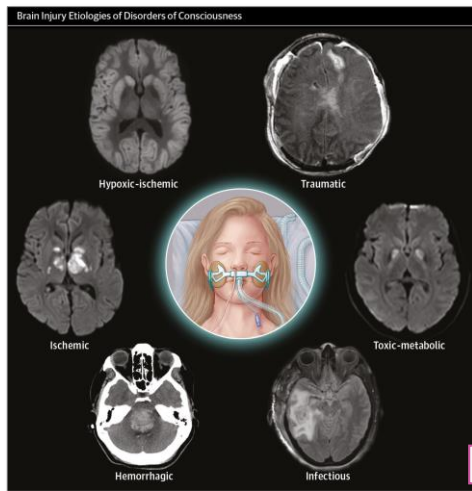 Brain Injury Etiologies of Disorders of Consciousness
Hypoxic-ischemic
Traumatic
Ischemic
Toxic-metabolic
Hemorrhagic
Infectious